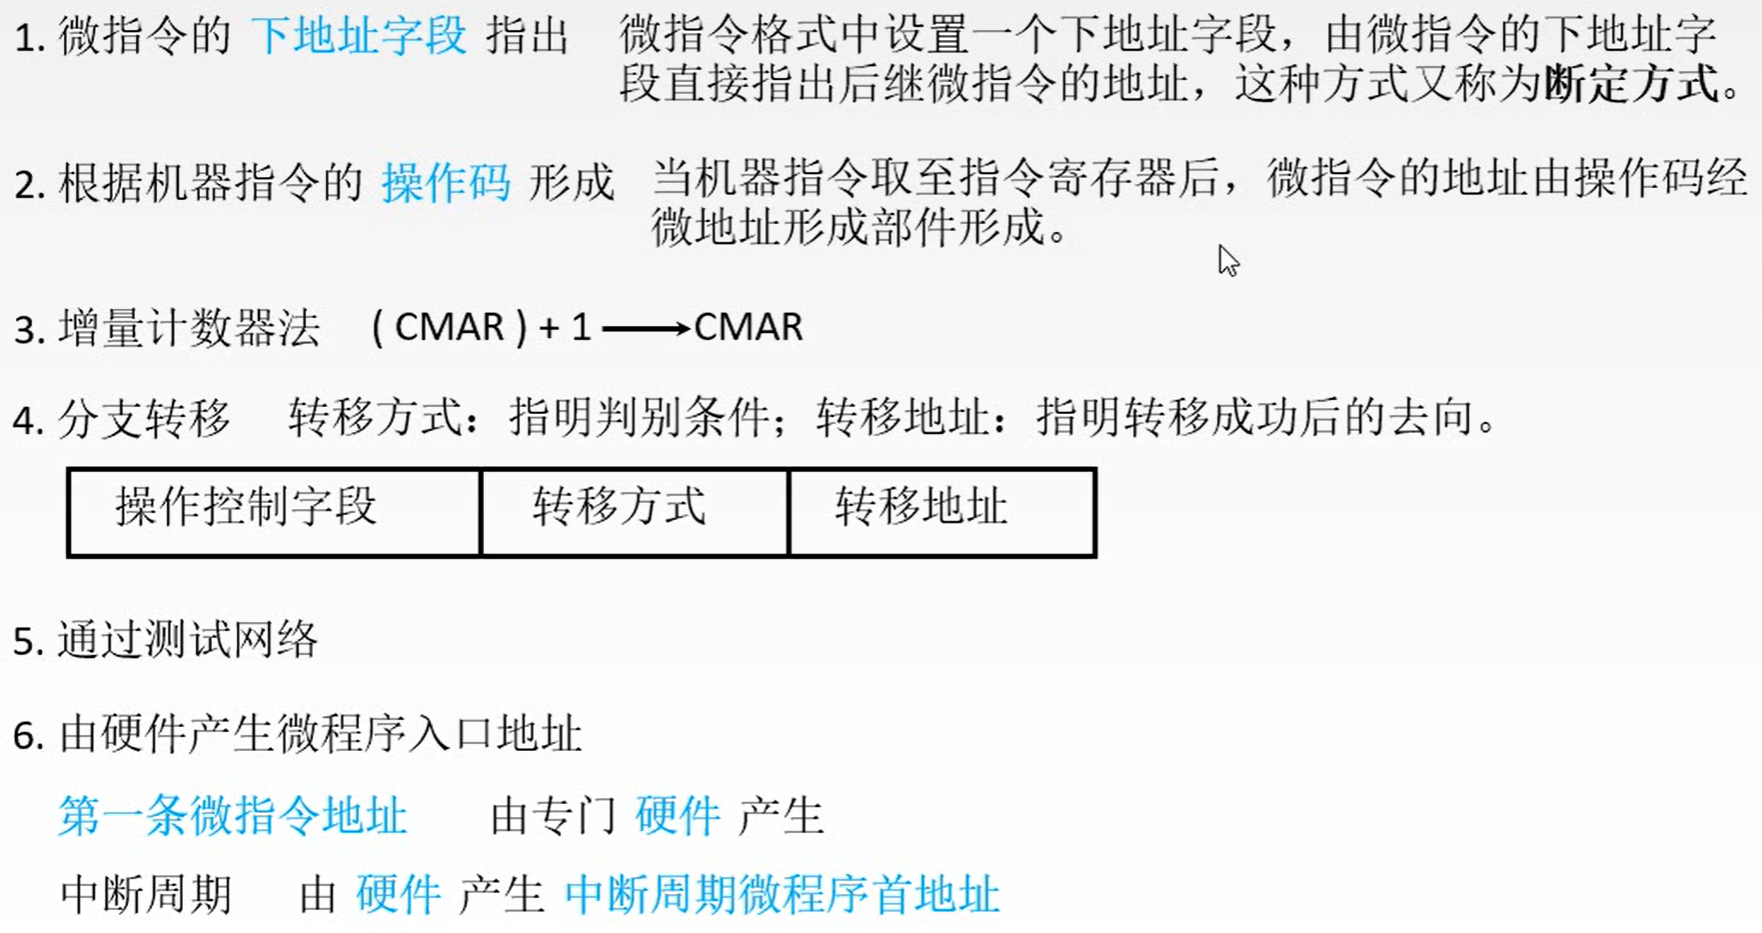 1. 微指令的 下地址字段 指出 微指令格式中设置一个下地址字段，由微指令的下地址字
段直接指出后继微指令的地址，这种方式又称为断定方式。
2. 根据机器指令的 操作码 形成 当机器指令取至指令寄存器后，微指令的地址由操作码经
微地址形成部件形成。
3. 增量计数器法 ( CMAR ) + 1 ⟶ CMAR
4. 分支转移 转移方式：指明判别条件；转移地址：指明转移成功后的去向。
操作控制字段 转移方式 转移地址
5. 通过测试网络
6. 由硬件产生微程序入口地址
第一条微指令地址 由专门 硬件 产生
中断周期 由 硬件 产生 中断周期微程序首地址